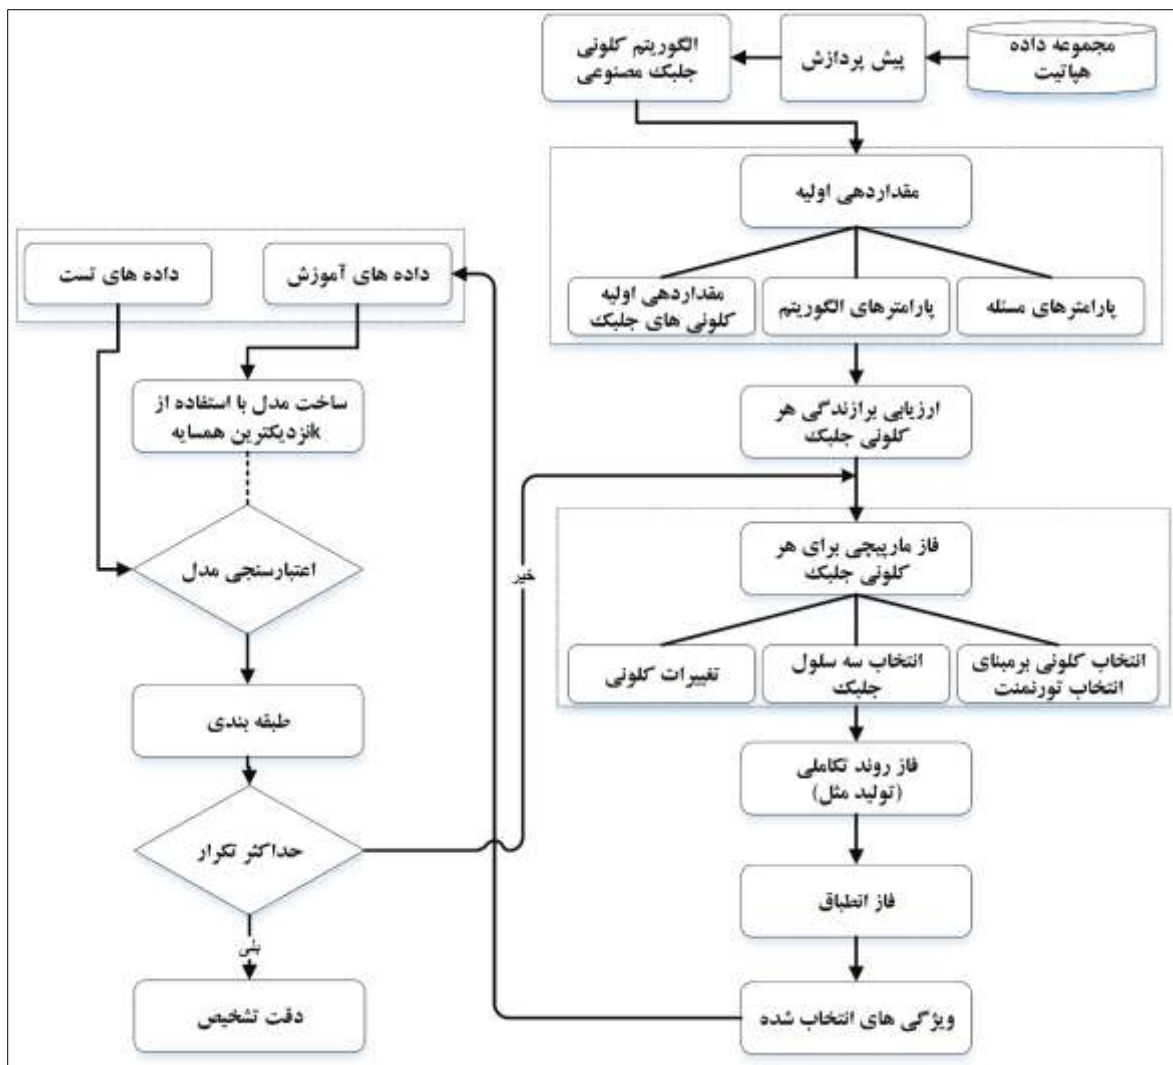 مجموعه داده
هپاتیت
پیش پردازش
الگوریتم کلونی
جلبک مصنوعی
مقداردهی اولیه
پارامترهای مسئله
پارامترهای الگوریتم
مقداردهی اولیه
کلونی های جلبک
ارزیابی برازندگی هر
کلونی جلبک
فاز مارپیچی برای هر
کلونی جلبک
انتخاب کلونی برمبنای
انتخاب تورنمنت
انتخاب سه سلول
جلبک
تغییرات کلونی
فاز روند تکاملی
(تولید مثل)
فاز انطباق
ویژگی های انتخاب شده
داده های آموزش
داده های تست
ساخت مدل با استفاده از
kنزدیکترین همسایه
اعتبارسنجی مدل
طبقه بندی
حداکثر تکرار
خیر
بلی
دقت تشخیص